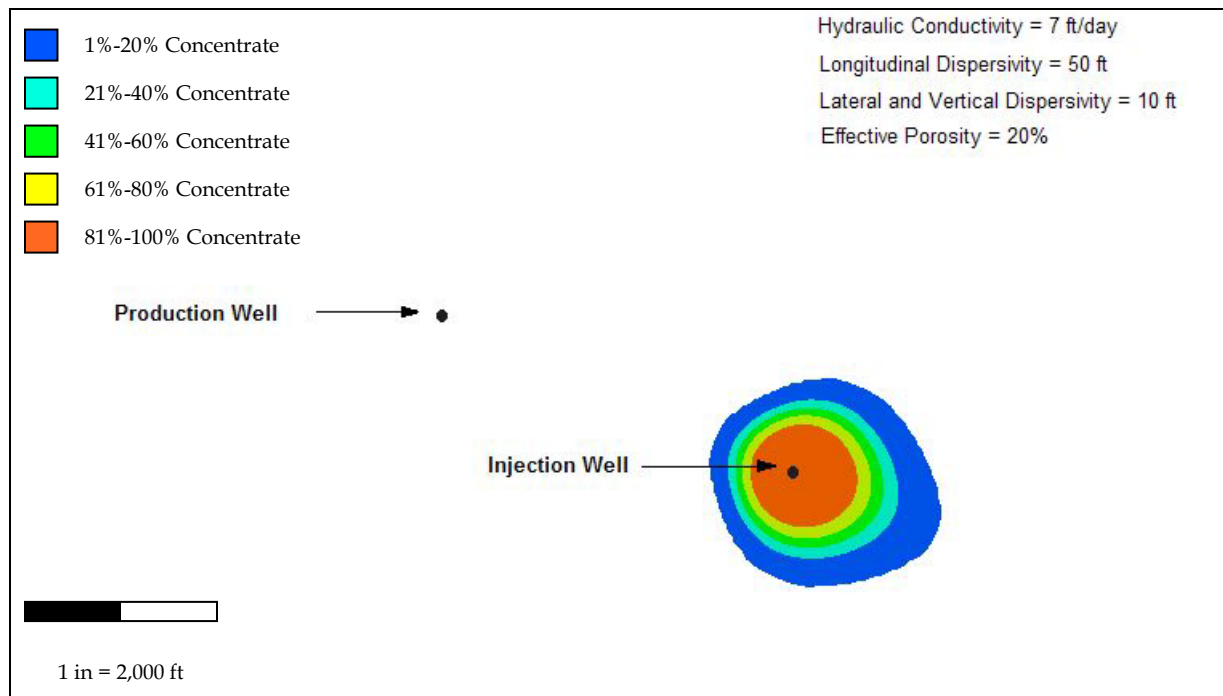 1%-20% Concentrate
21%-40% Concentrate
41%-60% Concentrate
61%-80% Concentrate
81%-100% Concentrate
Hydraulic Conductivity = 7 ft/day
Longitudinal Dispersivity = 50 ft
Lateral and Vertical Dispersivity = 10 ft
Effective Porosity = 20%
Production Well
Injection Well
1 in = 2,000 ft